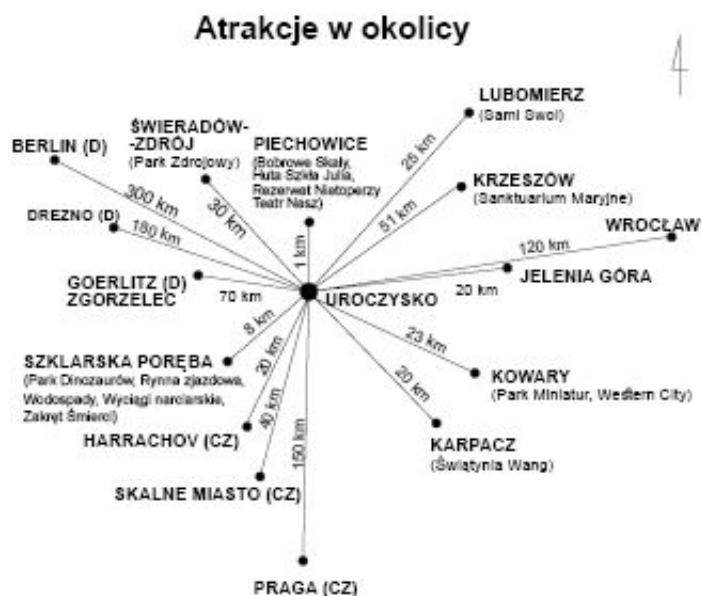 Atrakcje w okolicy
LUBOMIERZ
(Sami Swoi)
25 km
ŚWIERADÓW-
-ZDRÓJ
(Park Zdrojowy)
30 km
PIECHOWICE
(Bobrowe Skały,
Huta Szkła Julia,
Rezerwat Nietoperzy
Teatr Nasz)
1 km
BERLIN (D)
300 km
KRZESZÓW
(Sanktuarium Maryjne)
51 km
DREZNO (D)
180 km
WROCŁAW
120 km
GOERLITZ (D)
ZGORZELEC
70 km
UROCZYSKO
JELENIA GÓRA
20 km
8 km
SZKLARSKA PORĘBA
(Park Dinozaurów, Rynna zjazdowa,
Wodospady, Wyciągi narciarskie,
Zakręt Śmierci)
23 km
KOWARY
(Park Miniatur, Western City)
20 km
HARRACHOV (CZ)
20 km
KARPACZ
(Świątynia Wang)
40 km
SKALNE MIASTO (CZ)
150 km
PRAGA (CZ)